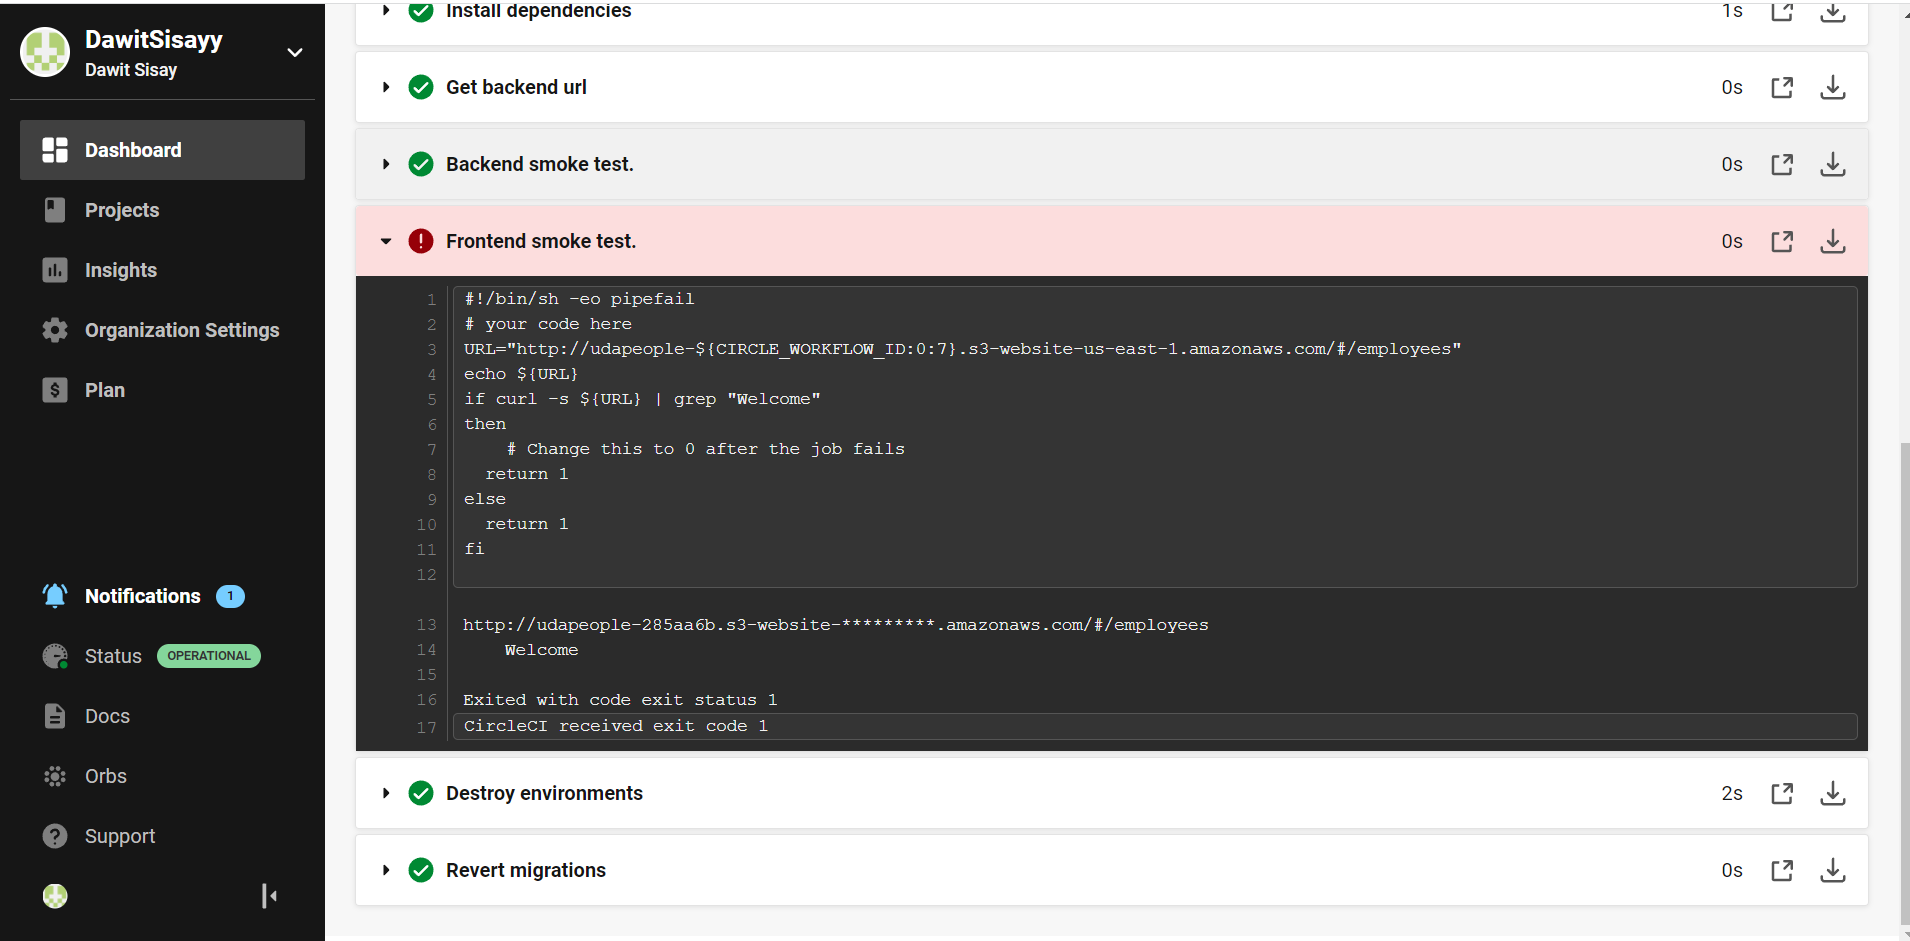 DawitSisayy
Dawit Sisay
Dashboard
Projects
Insights
Organization Settings
Plan
Notifications 1
Status OPERATIONAL
Docs
Orbs
Support
Install dependencies 1s
Get backend url 0s
Backend smoke test. 0s
Frontend smoke test. 0s
1 #!/bin/sh -eo pipefail
2 # your code here
3 URL="http://udapeople-${CIRCLE_WORKFLOW_ID:0:7}.s3-website-us-east-1.amazonaws.com/#/employees"
4 echo ${URL}
5 if curl -s ${URL} | grep "Welcome"
6 then
7 # Change this to 0 after the job fails
8 return 1
9 else
10 return 1
11 fi
12
13 http://udapeople-285aa6b.s3-website-*********.amazonaws.com/#/employees
14 Welcome
15
16 Exited with code exit status 1
17 CircleCI received exit code 1
Destroy environments 2s
Revert migrations 0s